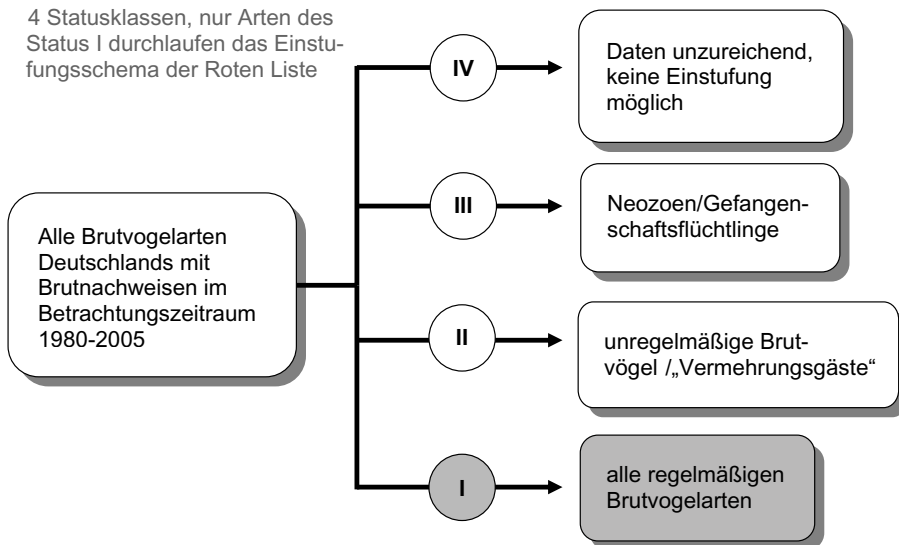 4 Statusklassen, nur Arten des
Status I durchlaufen das Einstu-
fungsschema der Roten Liste
Alle Brutvogelarten
Deutschlands mit
Brutnachweisen im
Betrachtungszeitraum
1980-2005
IV
Daten unzureichend,
keine Einstufung
möglich
III
Neozoen/Gefangen-
schaftsflüchtlinge
II
unregelmäßige Brut-
vögel /„Vermehrungsgäste“
I
alle regelmäßigen
Brutvogelarten